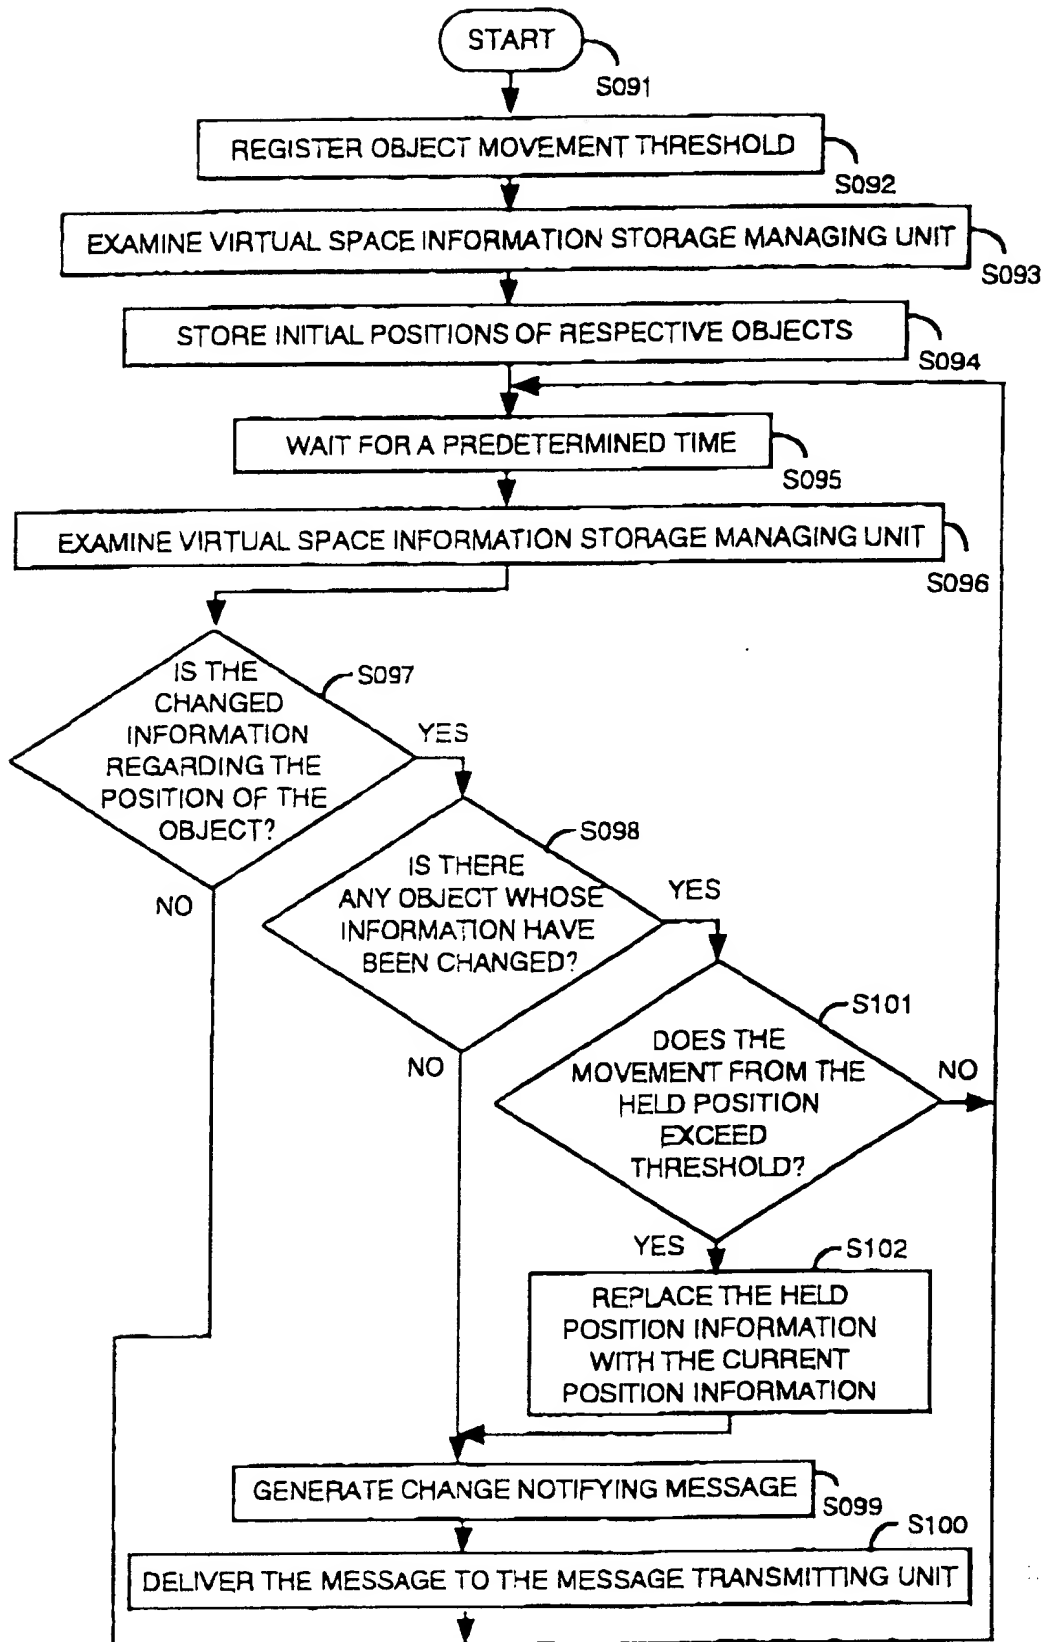 START
S091
REGISTER OBJECT MOVEMENT THRESHOLD
S092
EXAMINE VIRTUAL SPACE INFORMATION STORAGE MANAGING UNIT
S093
STORE INITIAL POSITIONS OF RESPECTIVE OBJECTS
S094
WAIT FOR A PREDETERMINED TIME
S095
EXAMINE VIRTUAL SPACE INFORMATION STORAGE MANAGING UNIT
S096
IS THE
CHANGED
INFORMATION
REGARDING THE
POSITION OF THE
OBJECT?
S097
YES
NO
IS THERE
ANY OBJECT WHOSE
INFORMATION HAVE
BEEN CHANGED?
S098
YES
NO
DOES THE
MOVEMENT FROM THE
HELD POSITION
EXCEED
THRESHOLD?
S101
NO
YES
S102
REPLACE THE HELD
POSITION INFORMATION
WITH THE CURRENT
POSITION INFORMATION
GENERATE CHANGE NOTIFYING MESSAGE
S099
S100
DELIVER THE MESSAGE TO THE MESSAGE TRANSMITTING UNIT